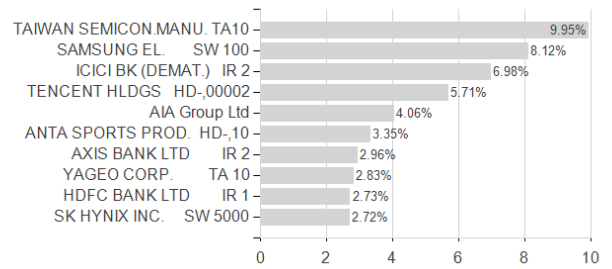 TAIWAN SEMICON.MANU. TA10 9.95%
SAMSUNG EL. SW 100 8.12%
ICICI BK (DEMAT.) IR 2 6.98%
TENCENT HLDGS HD-,00002 5.71%
AIA Group Ltd 4.06%
ANTA SPORTS PROD. HD-,10 3.35%
AXIS BANK LTD IR 2 2.96%
YAGEO CORP. TA 10 2.83%
HDFC BANK LTD IR 1 2.73%
SK HYNIX INC. SW 5000 2.72%
0 2 4 6 8 10